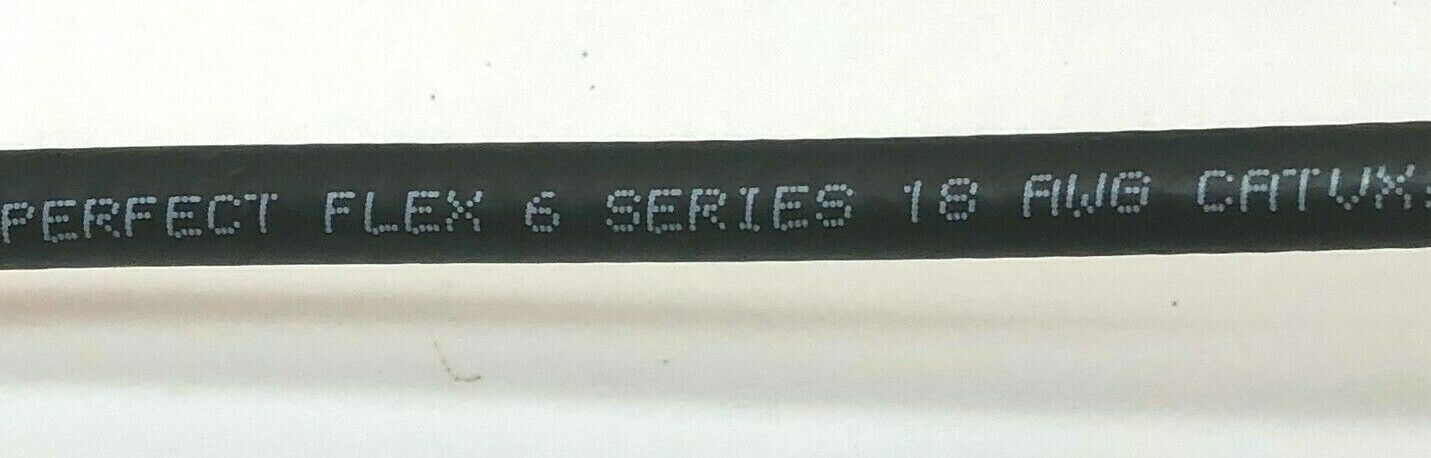 PERFECT FLEX 6 SERIES 18 AWG CATVX